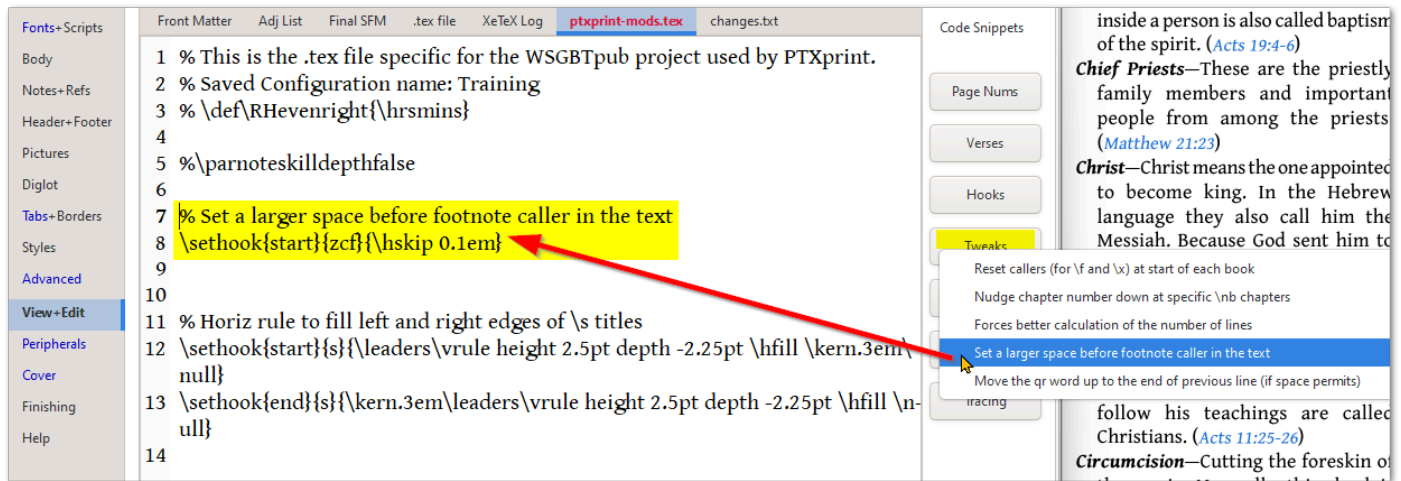 Fonts+Scripts
Body
Notes+Refs
Header+Footer
Pictures
Diglot
Tabs+Borders
Styles
Advanced
View+Edit
Peripherals
Cover
Finishing
Help
Front Matter Adj List Final SFM .tex file XeTeX Log ptxprint-mods.tex changes.txt
1 % This is the .tex file specific for the WSGBTpub project used by PTXprint.
2 % Saved Configuration name: Training
3 % \def\RHevenright{\hrsmins}
4
5 %\parnoteskilldepthfalse
6
7 % Set a larger space before footnote caller in the text
8 \sethook{start}{zcf}{\hskip 0.1em}
9
10
11 % Horiz rule to fill left and right edges of \s titles
12 \sethook{start}{s}{\leaders\vrule height 2.5pt depth -2.25pt \hfill \kern.3em\
null}
13 \sethook{end}{s}{\kern.3em\leaders\vrule height 2.5pt depth -2.25pt \hfill \n-
ull}
14
Code Snippets
Page Nums
Verses
Hooks
Tweaks
Reset callers (for \f and \x) at start of each book
Nudge chapter number down at specific \nb chapters
Forces better calculation of the number of lines
Set a larger space before footnote caller in the text
Move the qr word up to the end of previous line (if space permits)
Tracing
inside a person is also called baptism
of the spirit. (Acts 19:4-6)
Chief Priests—These are the priestly
family members and important
people from among the priests
(Matthew 21:23)
Christ—Christ means the one appointed
to become king. In the Hebrew
language they also call him the
Messiah. Because God sent him to
follow his teachings are called
Christians. (Acts 11:25-26)
Circumcision—Cutting the foreskin of